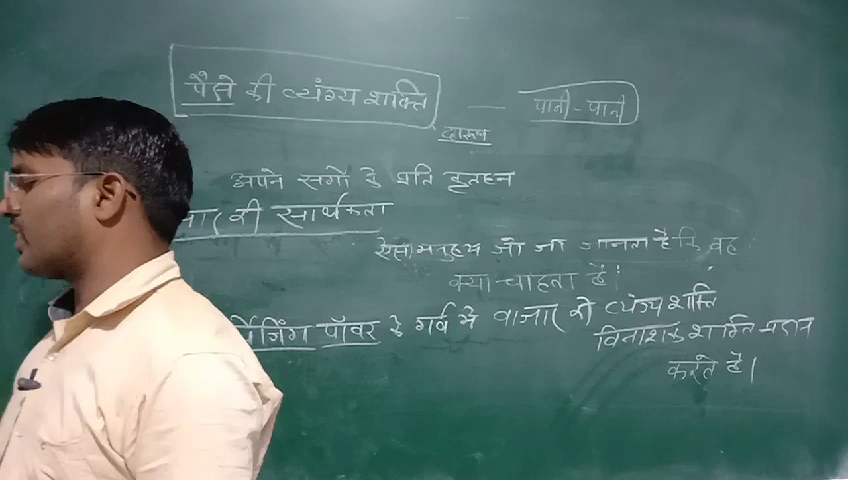 पैसे की व्यंग्य शक्ति — पानी-पानी
दारूण
अपने सगों के प्रति कृतघ्न
की सार्थकता
ऐसा मनुष्य जो जानता है कि वह
क्या चाहता है।
पॉवर के गर्व में बाजार को व्यंग्य शक्ति
विनाशक शक्ति प्रदान
करते हैं।